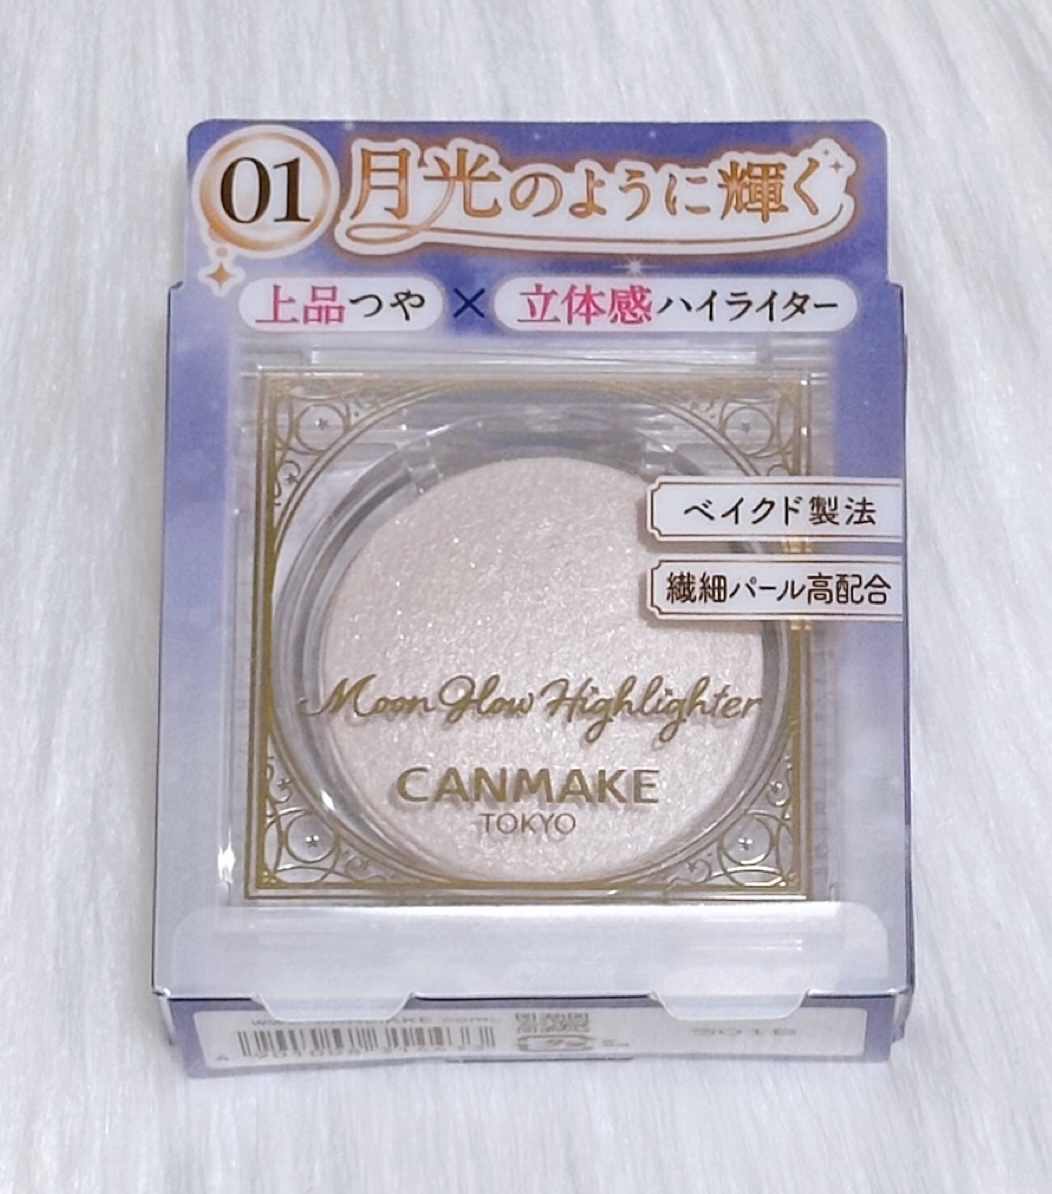 01
月光のように輝く
上品つや × 立体感ハイライター
ベイクド製法
繊細パール高配合
Moon Glow Highlighter
CANMAKE
TOKYO